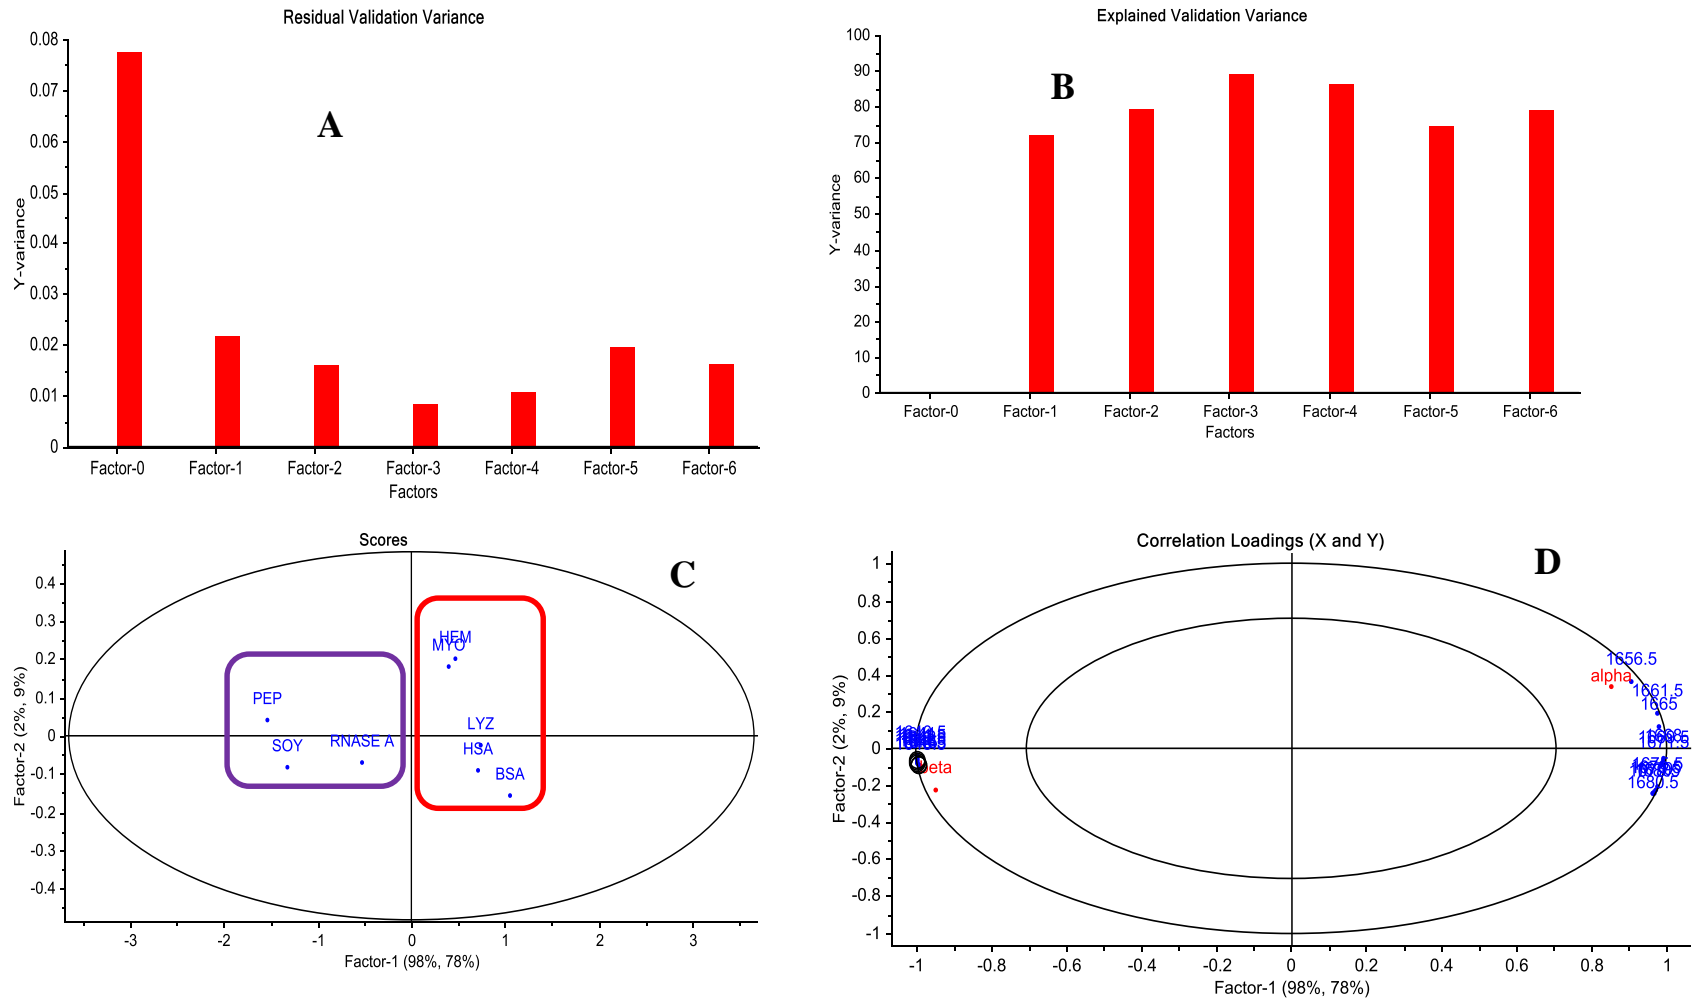 Residual Validation Variance
A
Y-variance
0.08
0.07
0.06
0.05
0.04
0.03
0.02
0.01
0
Factor-0 Factor-1 Factor-2 Factor-3 Factor-4 Factor-5 Factor-6
Factors
Explained Validation Variance
B
Y-variance
100
90
80
70
60
50
40
30
20
10
0
Factor-0 Factor-1 Factor-2 Factor-3 Factor-4 Factor-5 Factor-6
Factors
Scores
C
Factor-2 (2%, 9%)
0.4
0.3
0.2
0.1
0
-0.1
-0.2
-0.3
-0.4
HEM
MYO
PEP
LYZ
SOY
RNASE A
HSA
BSA
-3 -2 -1 0 1 2 3
Factor-1 (98%, 78%)
Correlation Loadings (X and Y)
D
Factor-2 (2%, 9%)
1
0.8
0.6
0.4
0.2
0
-0.2
-0.4
-0.6
-0.8
-1
1656.5
alpha
1661.5
1665
1671.5
1680.5
beta
-1 -0.8 -0.6 -0.4 -0.2 0 0.2 0.4 0.6 0.8 1
Factor-1 (98%, 78%)